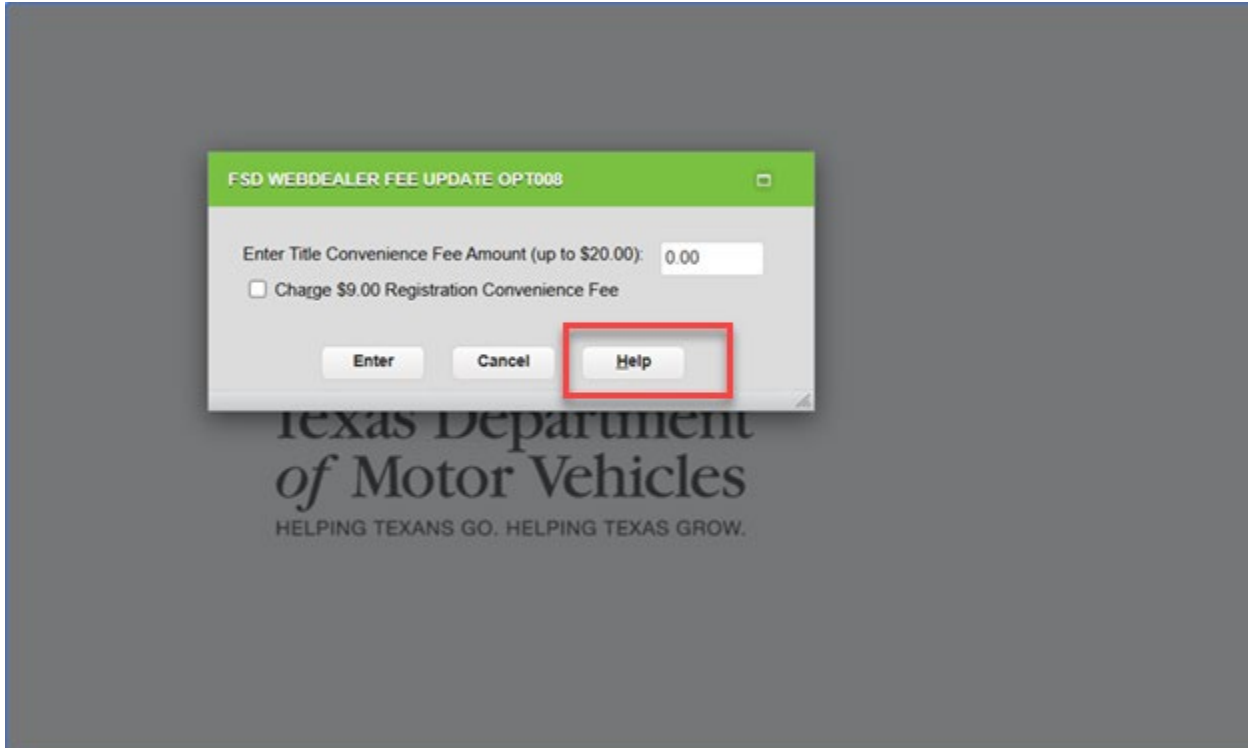 FSD WEBDEALER FEE UPDATE OPT008
Enter Title Convenience Fee Amount (up to $20.00): 0.00
Charge $9.00 Registration Convenience Fee
Enter Cancel Help
Texas Department
of Motor Vehicles
HELPING TEXANS GO. HELPING TEXAS GROW.